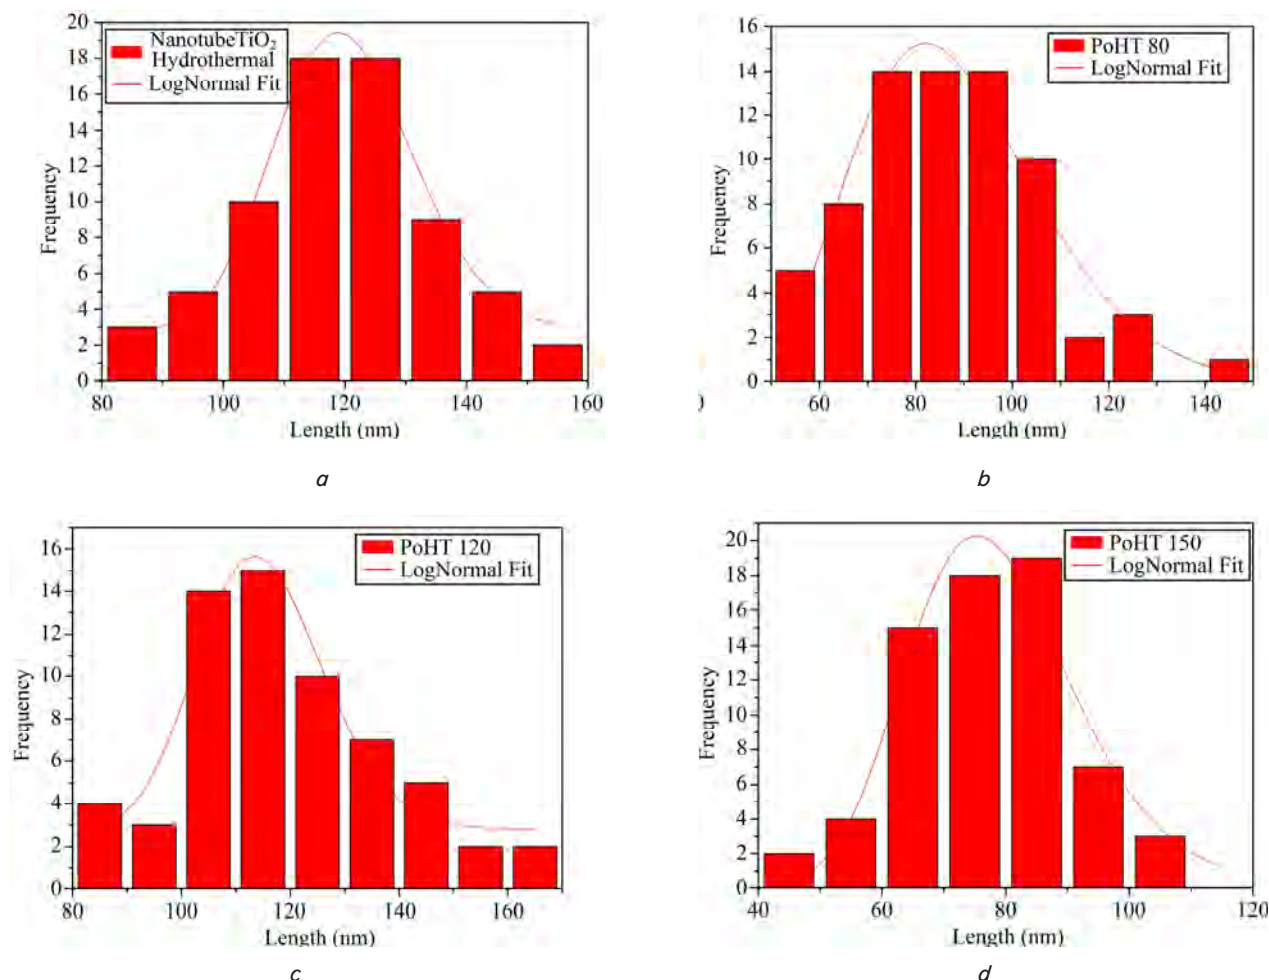 20
18
16
14
12
10
8
6
4
2
0
Frequency
NanotubeTiO₂
Hydrothermal
LogNormal Fit
80 100 120 140 160
Length (nm)
a
16
14
12
10
8
6
4
2
0
Frequency
PoHT 80
LogNormal Fit
60 80 100 120 140
Length (nm)
b
16
14
12
10
8
6
4
2
0
Frequency
PoHT 120
LogNormal Fit
80 100 120 140 160
Length (nm)
c
20
18
16
14
12
10
8
6
4
2
0
Frequency
PoHT 150
LogNormal Fit
40 60 80 100 120
Length (nm)
d